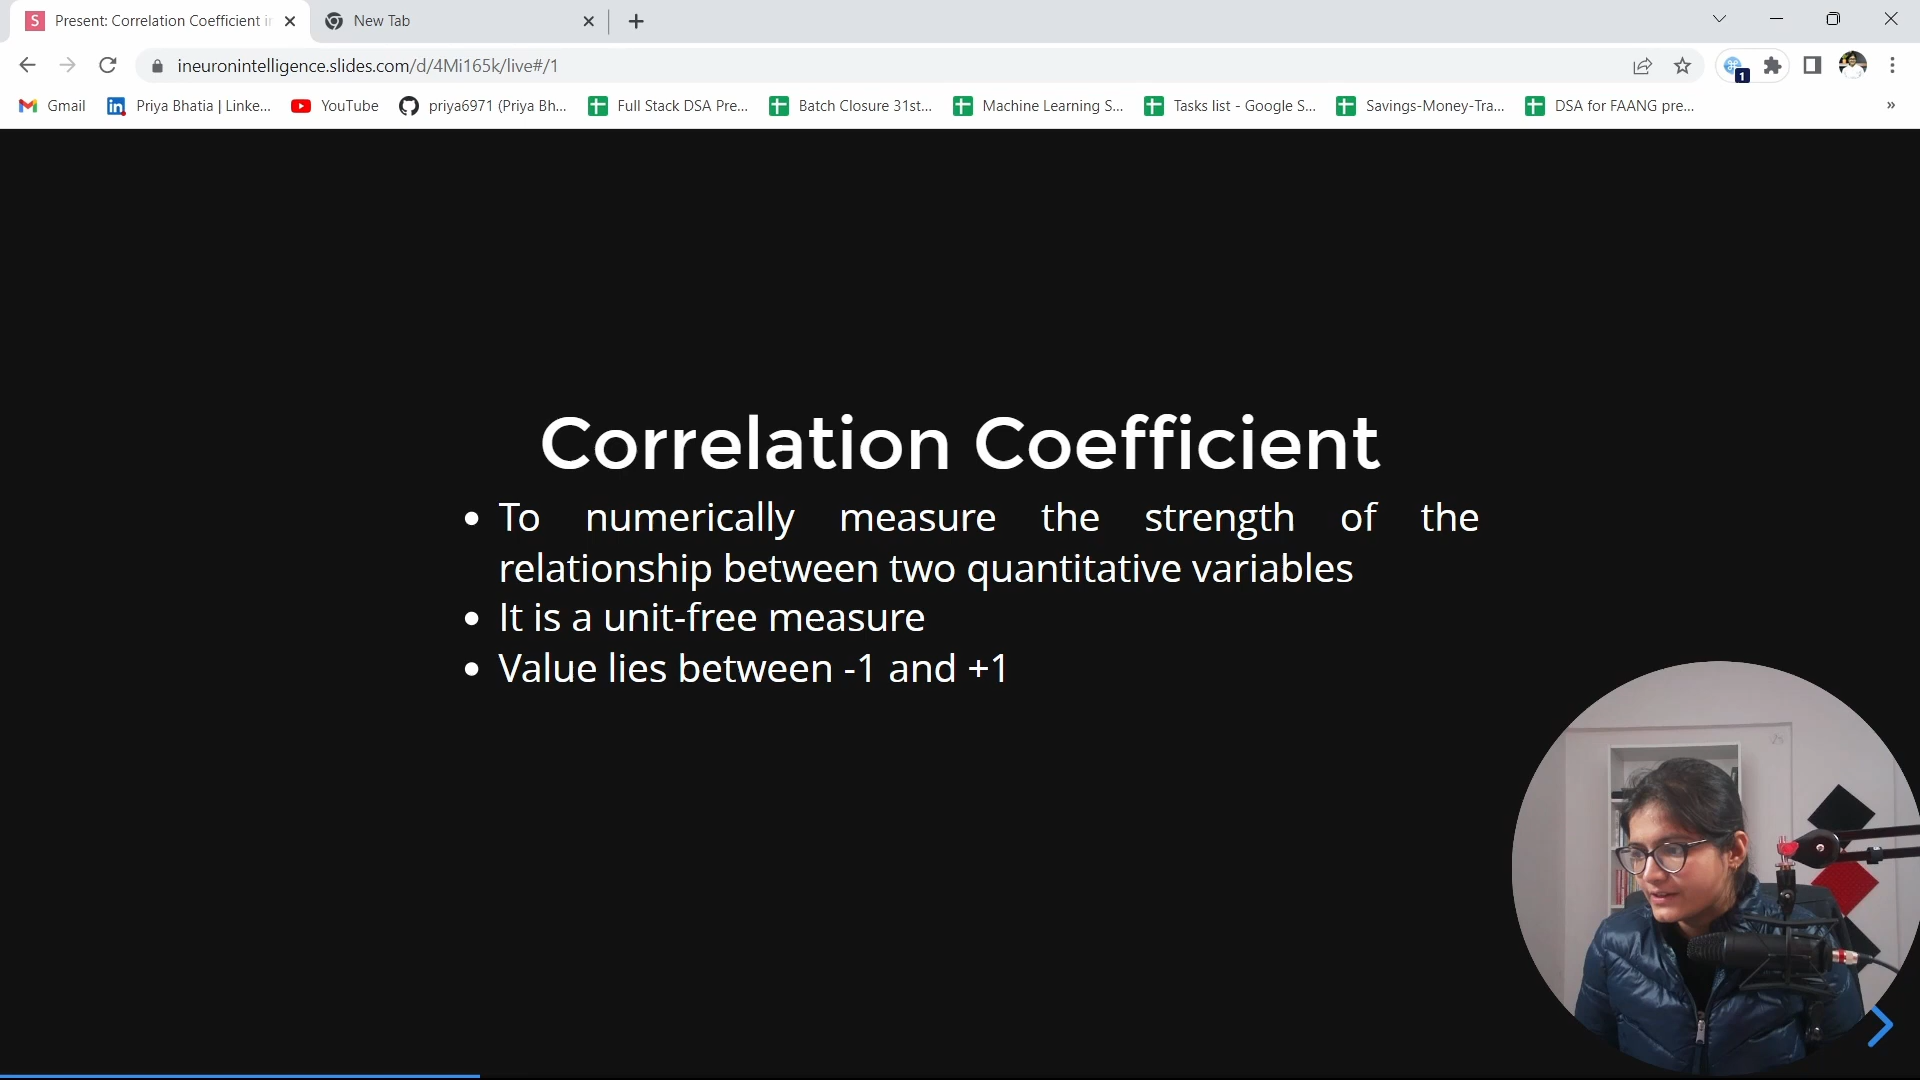 S Present: Correlation Coefficient in
New Tab
ineuronintelligence.slides.com/d/4Mi165k/live#/1
1
Gmail
Priya Bhatia | Linke...
YouTube
priya6971 (Priya Bh...
Full Stack DSA Pre...
Batch Closure 31st...
Machine Learning S...
Tasks list - Google S...
Savings-Money-Tra...
DSA for FAANG pre...
»
Correlation Coefficient
• To numerically measure the strength of the
relationship between two quantitative variables
• It is a unit-free measure
• Value lies between -1 and +1